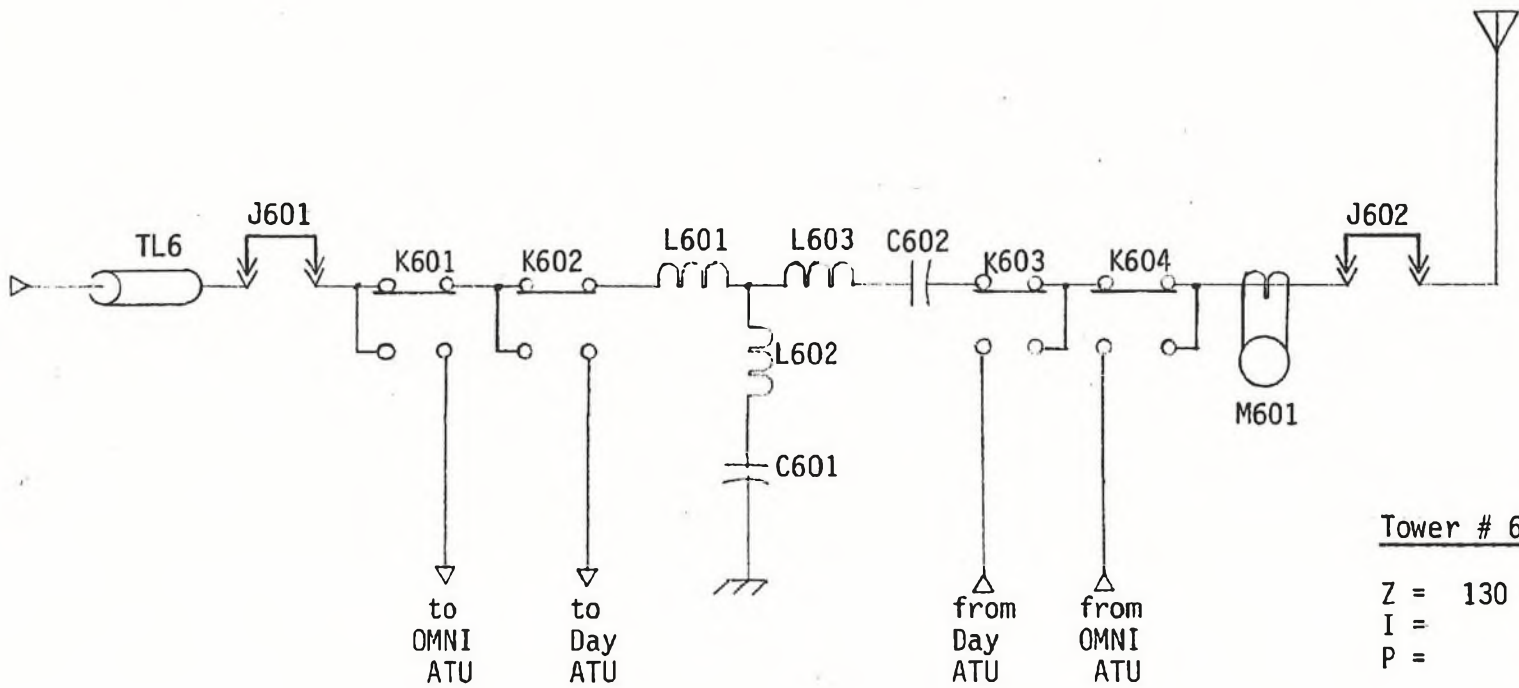 J601
TL6
K601
K602
L601
L603
C602
K603
K604
J602
L602
M601
C601
to
OMNI
ATU
to
Day
ATU
from
Day
ATU
from
OMNI
ATU
Tower # 6
Z = 130
I =
P =